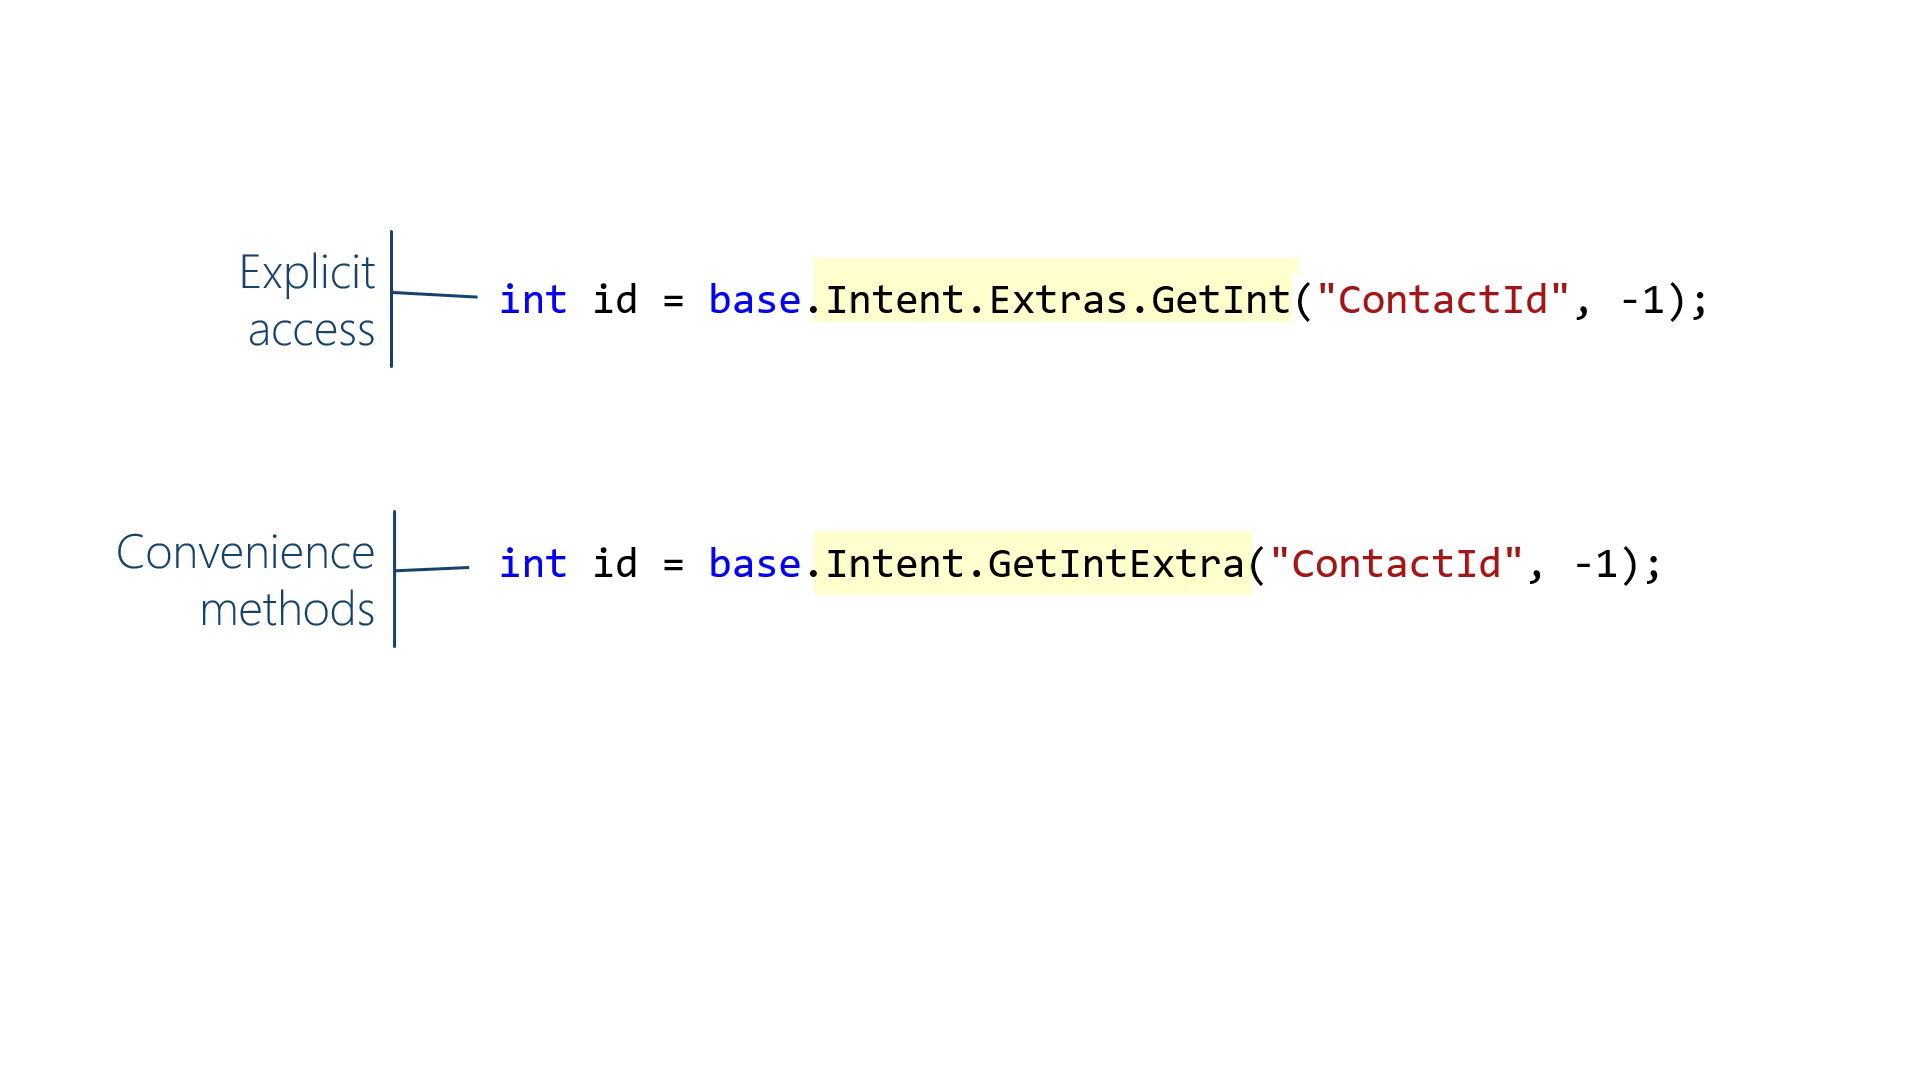 Explicit
access
int id = base.Intent.Extras.GetInt("ContactId", -1);
Convenience
methods
int id = base.Intent.GetIntExtra("ContactId", -1);